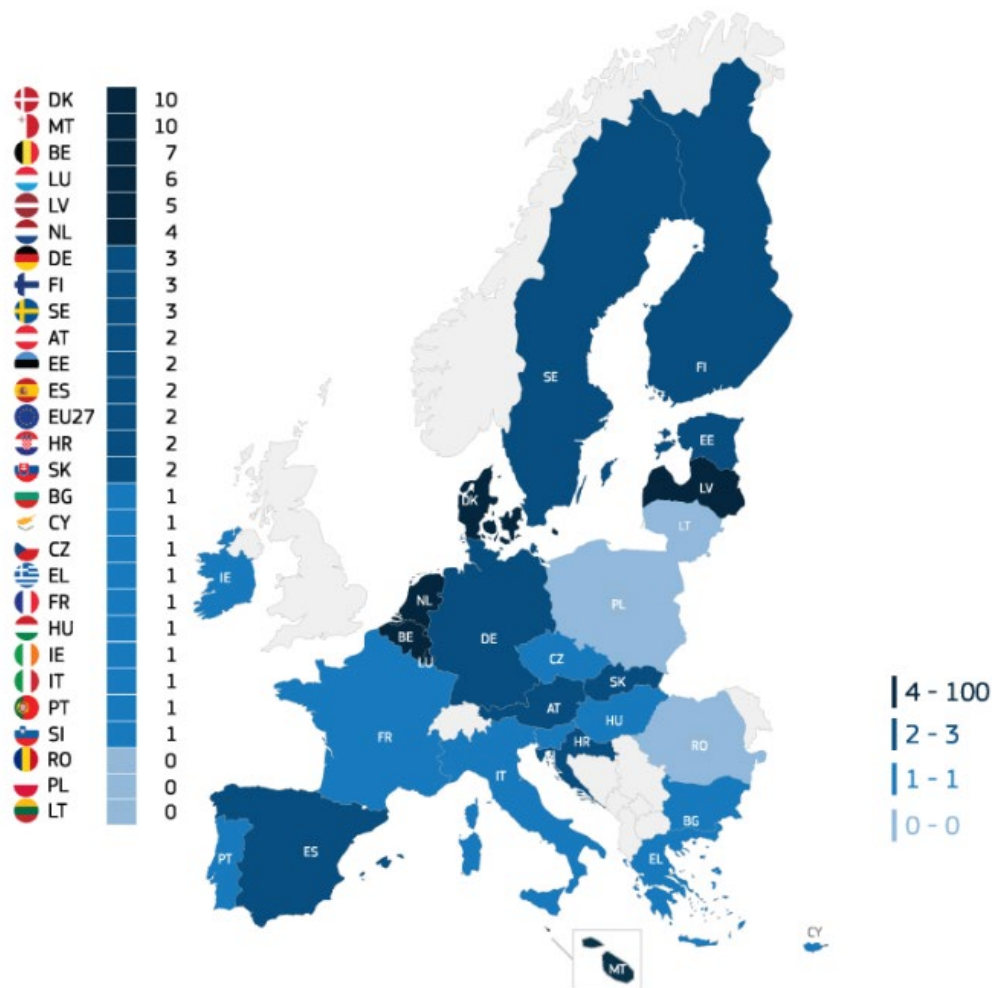 DK 10
MT 10
BE 7
LU 6
LV 5
NL 4
DE 3
FI 3
SE 3
AT 2
EE 2
ES 2
EU27 2
HR 2
SK 2
BG 1
CY 1
CZ 1
EL 1
FR 1
HU 1
IE 1
IT 1
PT 1
SI 1
RO 0
PL 0
LT 0
SE
FI
EE
LV
DK
LT
IE
NL
PL
BE
DE
LU
CZ
SK
AT
HU
FR
HR
RO
IT
BG
ES
PT
EL
CY
MT
4 - 100
2 - 3
1 - 1
0 - 0